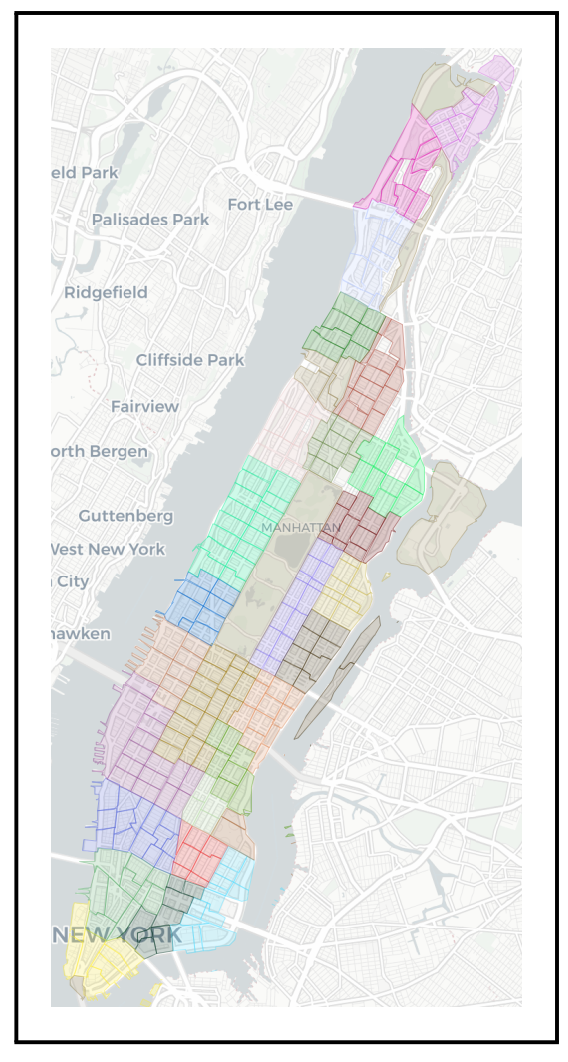 eld Park
Fort Lee
Palisades Park
Ridgefield
Cliffside Park
Fairview
orth Bergen
Guttenberg
MANHATTAN
West New York
City
hawken
NEW YORK